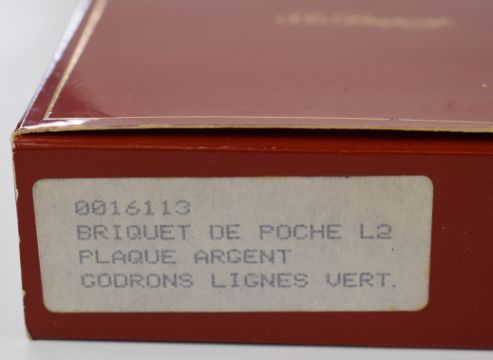 0016113
BRIQUET DE POCHE L2
PLAQUE ARGENT
GODRONS LIGNES VERT.